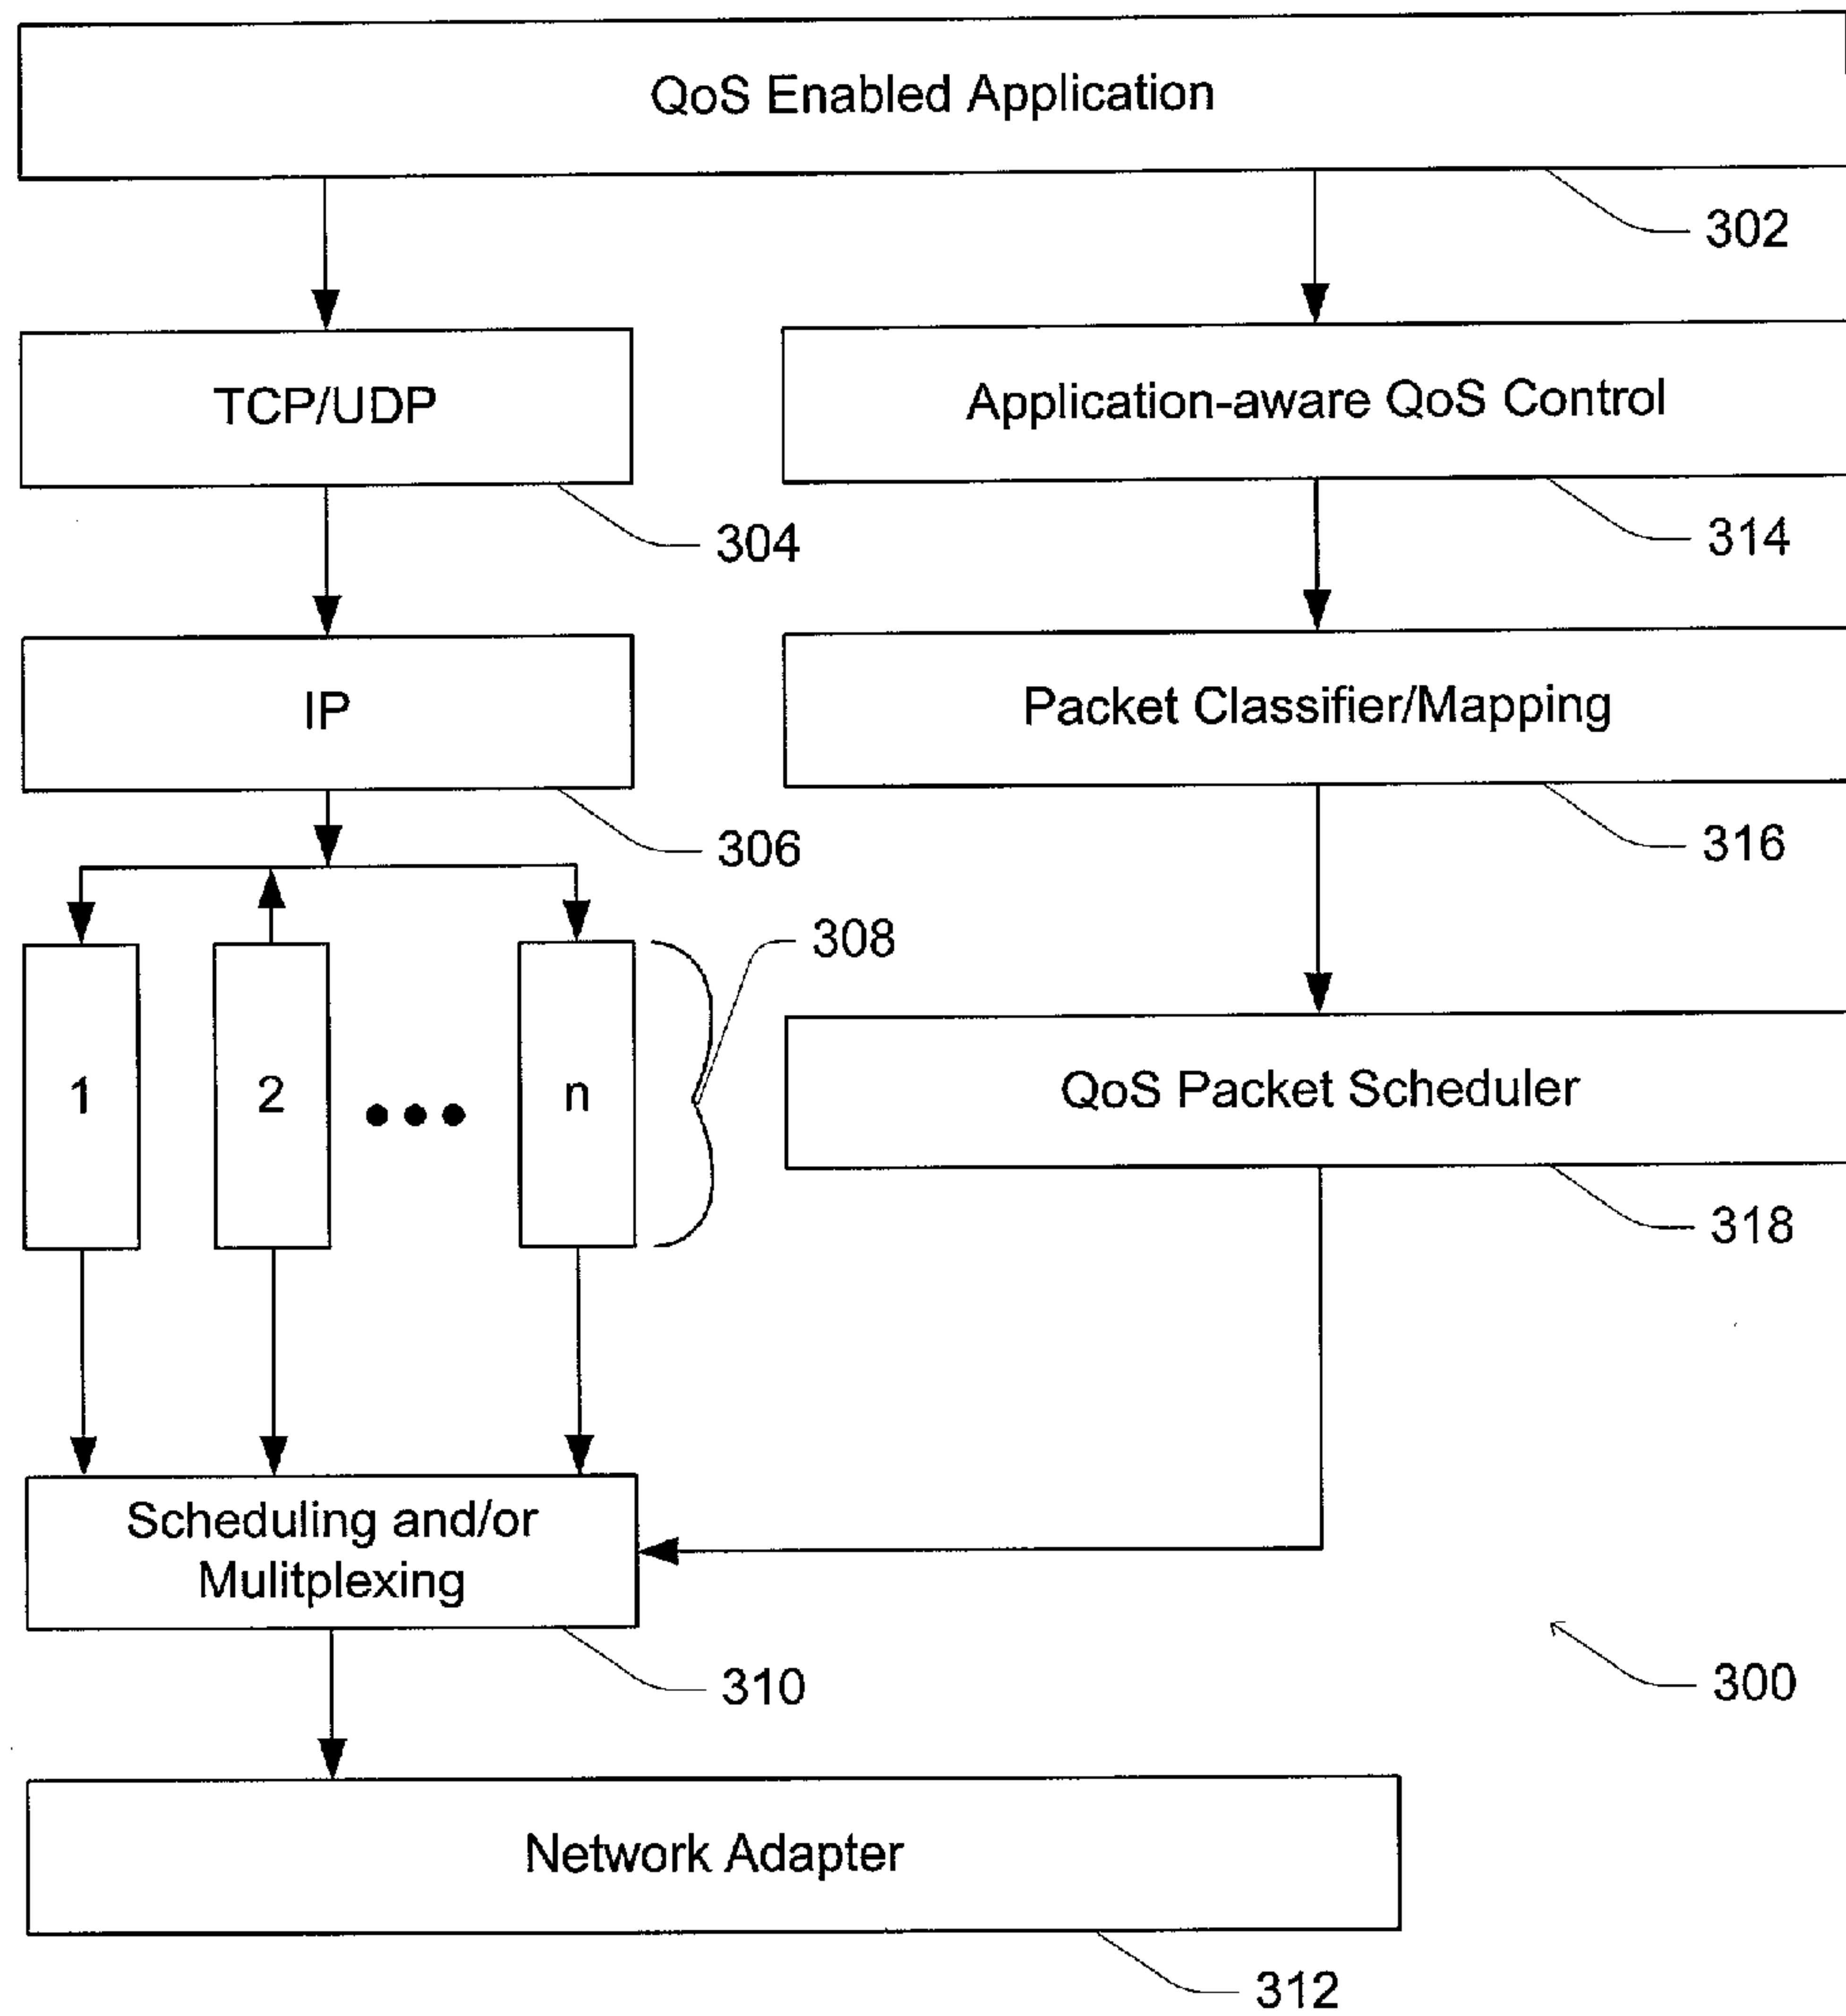 QoS Enabled Application
302
TCP/UDP
Application-aware QoS Control
304
314
IP
Packet Classifier/Mapping
306
316
308
1
2
n
QoS Packet Scheduler
318
Scheduling and/or
Mulitplexing
310
300
Network Adapter
312